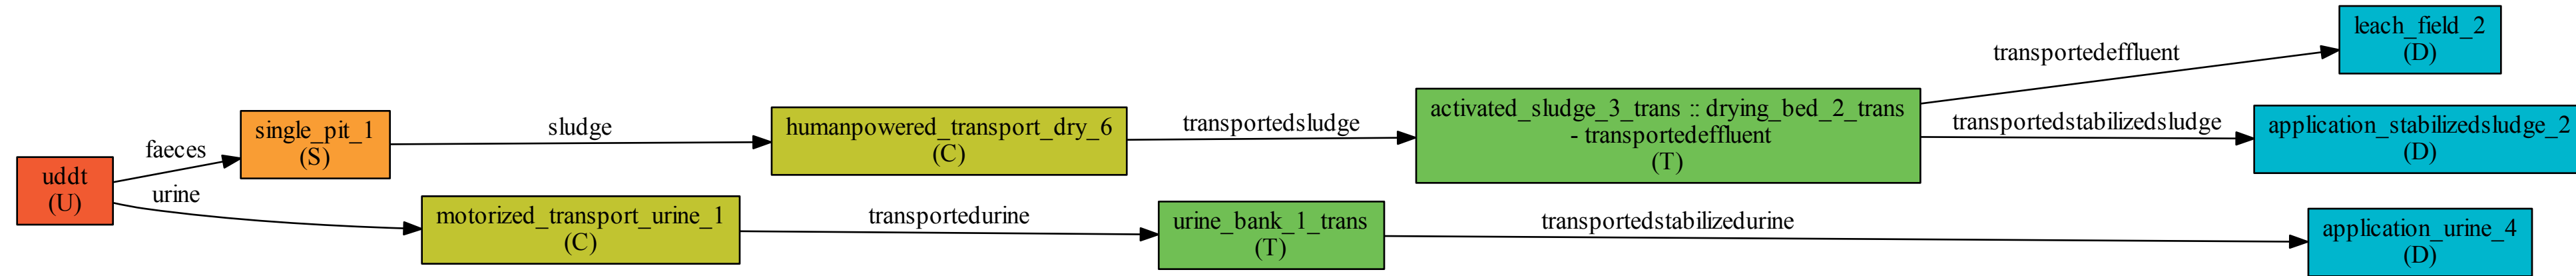 uddt
(U)
faeces
urine
single_pit_1
(S)
sludge
motorized_transport_urine_1
(C)
humanpowered_transport_dry_6
(C)
transportedurine
transportedsludge
urine_bank_1_trans
(T)
activated_sludge_3_trans :: drying_bed_2_trans
- transportedeffluent
(T)
transportedstabilizedurine
transportedeffluent
transportedstabilizedsludge
leach_field_2
(D)
application_stabilizedsludge_2
(D)
application_urine_4
(D)